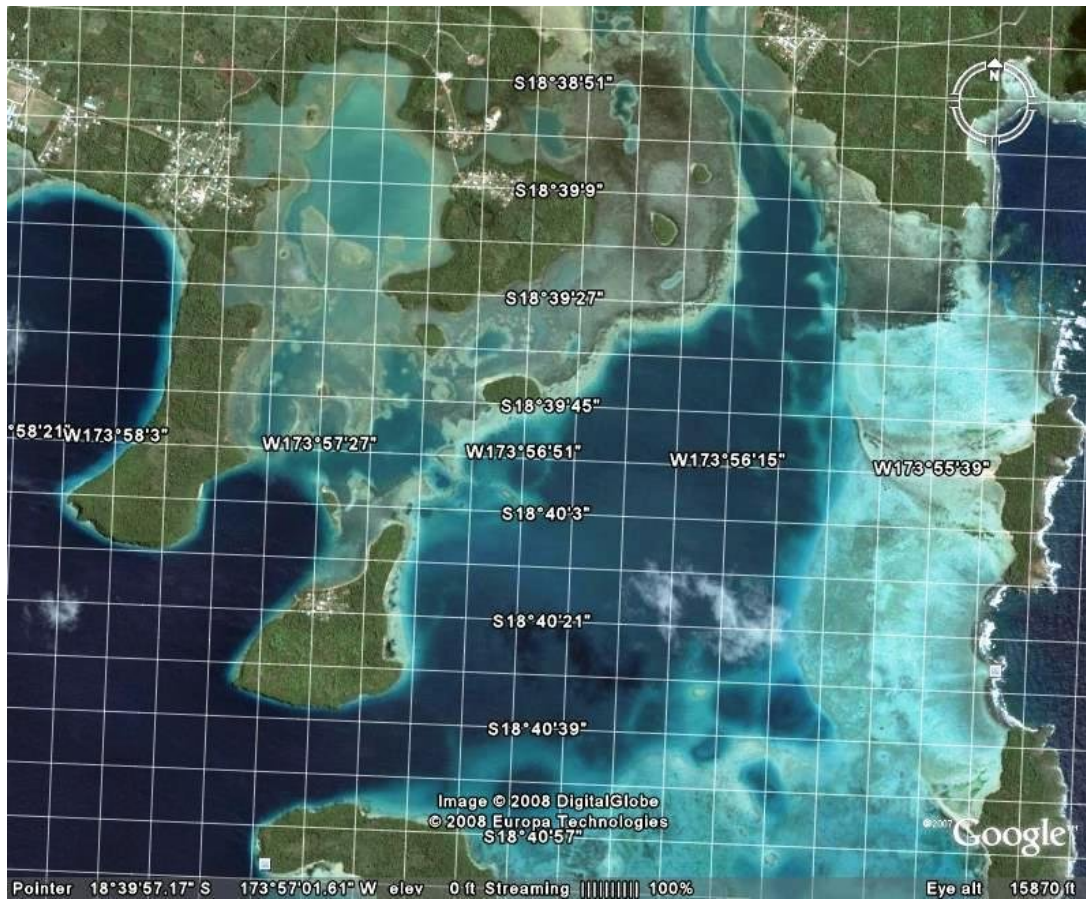 N
S18°38'51"
S18°39'9"
S18°39'27"
S18°39'45"
°58'21" W173°58'3" W173°57'27" W173°56'51" W173°56'15" W173°55'39"
S18°40'3"
S18°40'21"
S18°40'39"
Image © 2008 DigitalGlobe
© 2008 Europa Technologies
S18°40'57"
©2007 Google
Pointer 18°39'57.17" S 173°57'01.61" W elev 0 ft Streaming |||||||||| 100% Eye alt 15870 ft